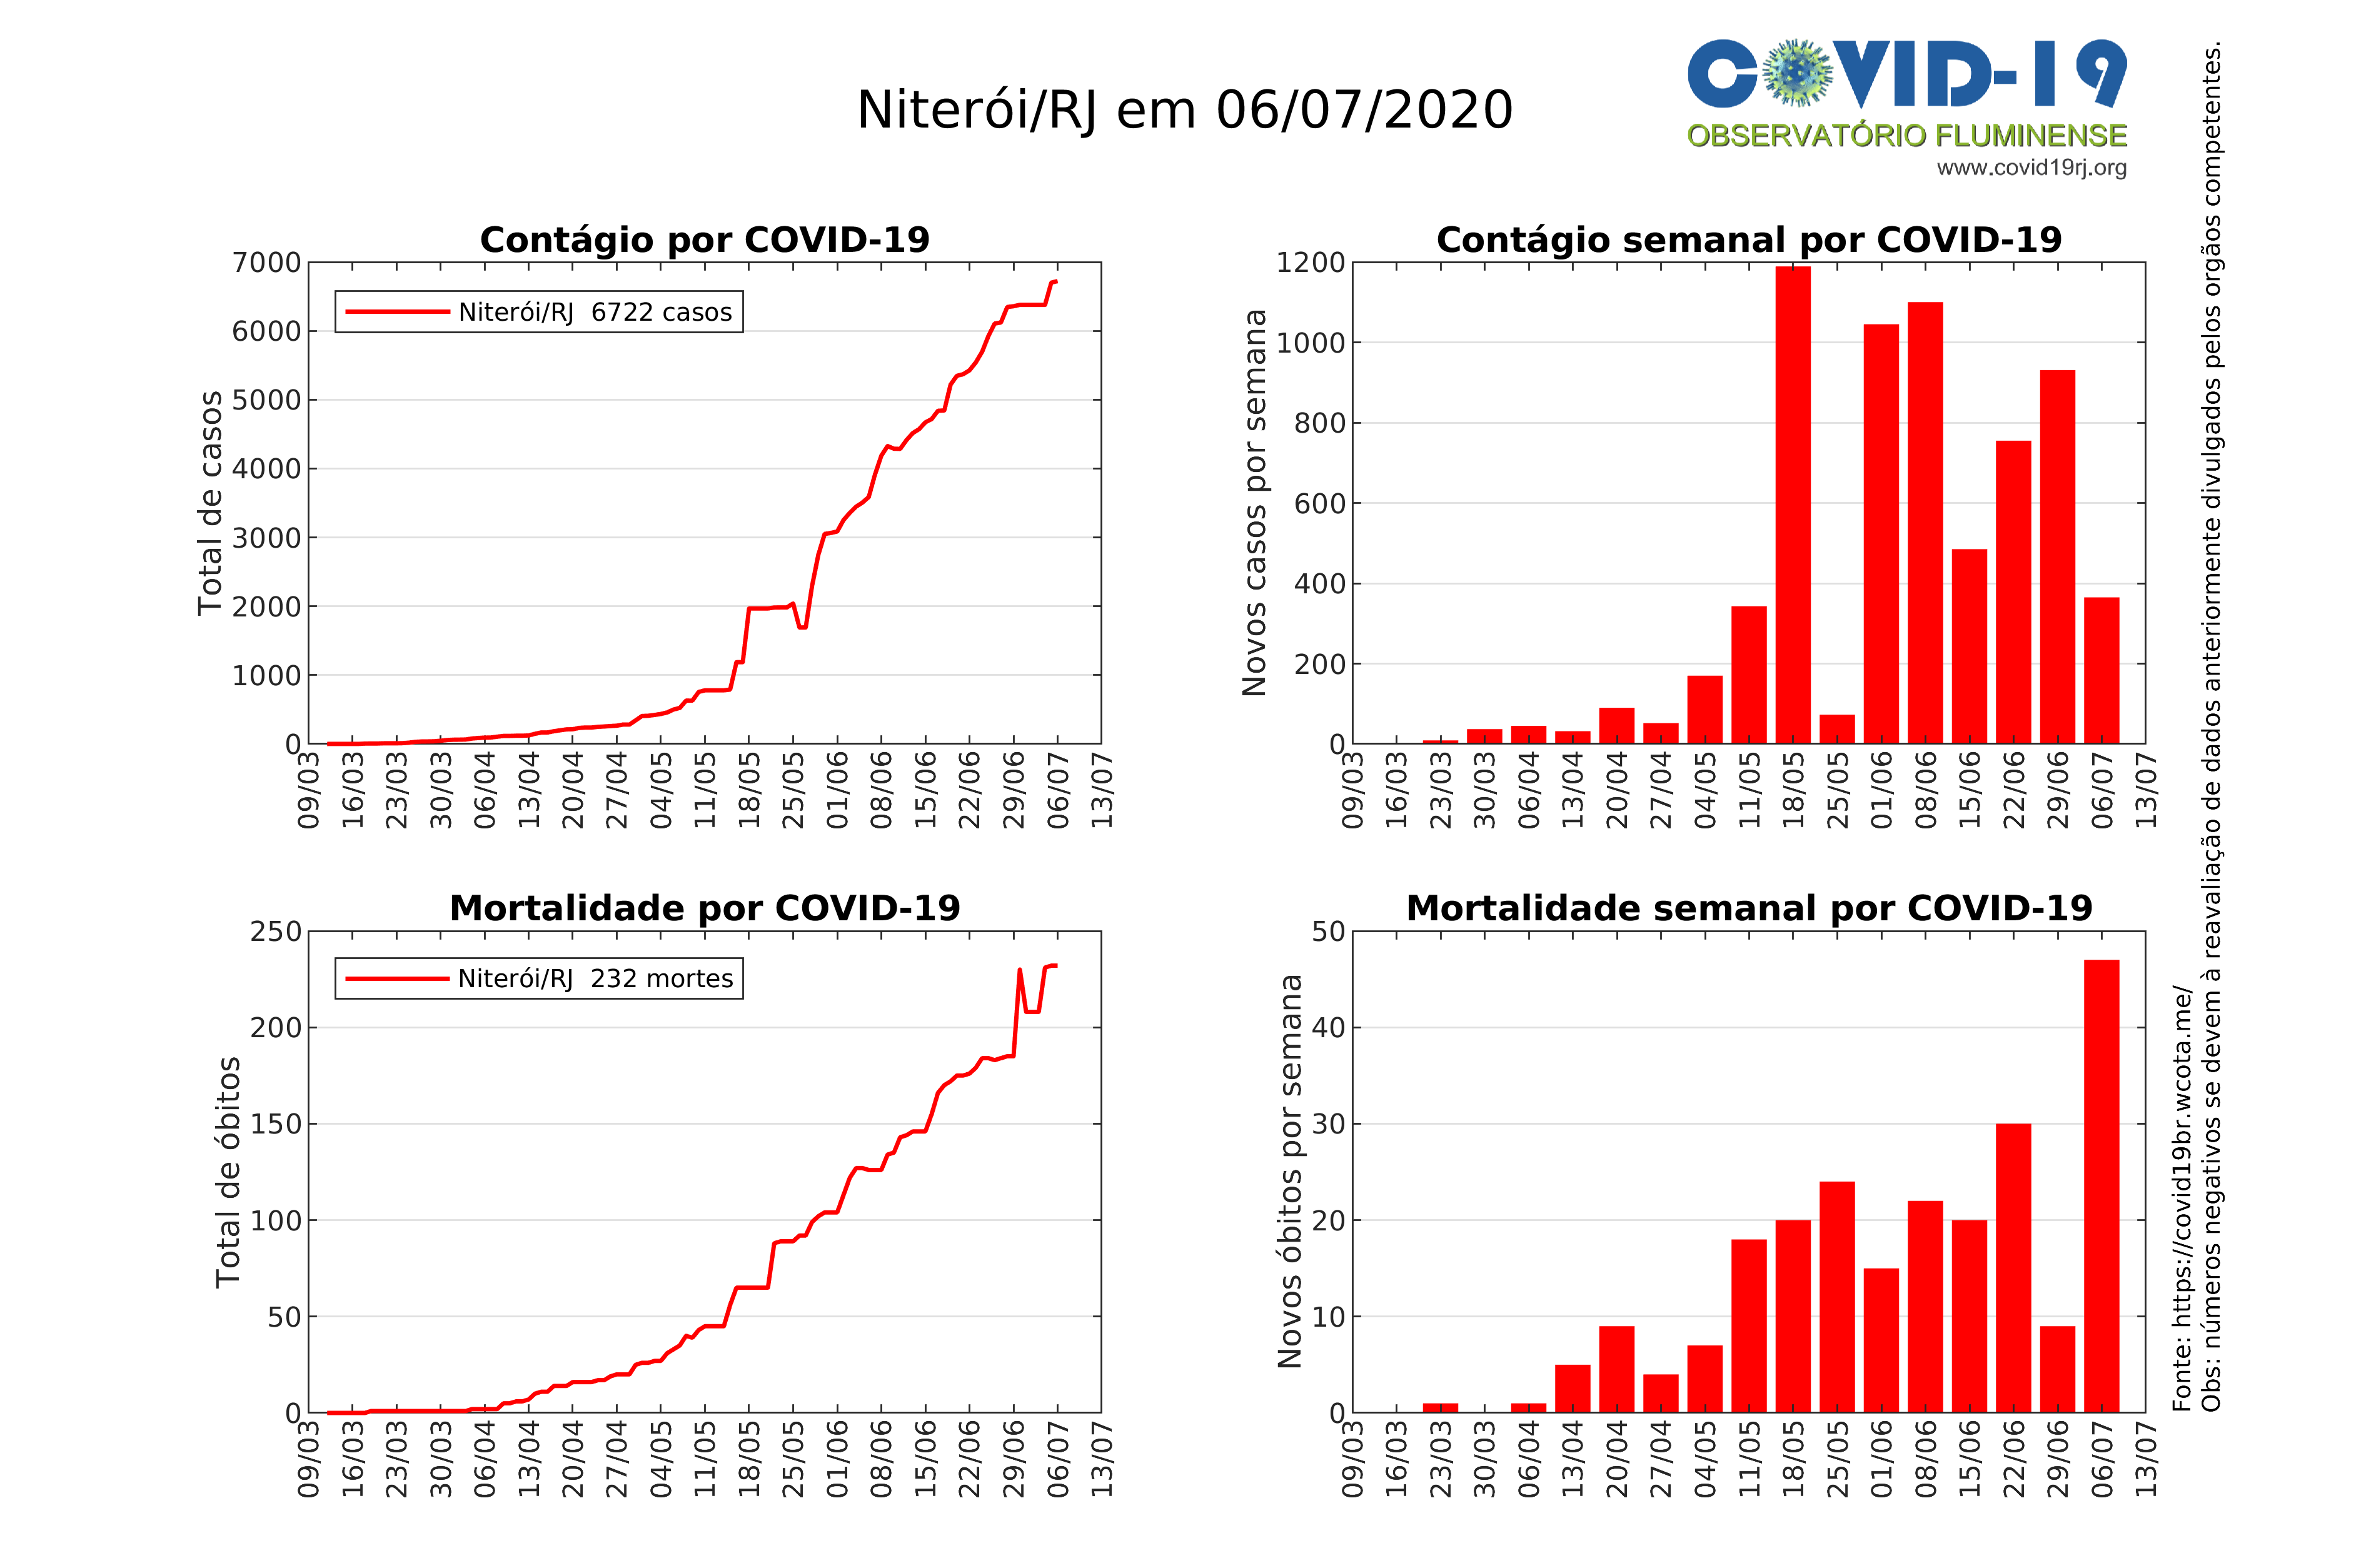 Niterói/RJ em 06/07/2020
COVID-19
OBSERVATÓRIO FLUMINENSE
www.covid19rj.org
Contágio por COVID-19
Total de casos
7000
6000
5000
4000
3000
2000
1000
0
Niterói/RJ 6722 casos
09/03 16/03 23/03 30/03 06/04 13/04 20/04 27/04 04/05 11/05 18/05 25/05 01/06 08/06 15/06 22/06 29/06 06/07 13/07
Contágio semanal por COVID-19
Novos casos por semana
1200
1000
800
600
400
200
0
09/03 16/03 23/03 30/03 06/04 13/04 20/04 27/04 04/05 11/05 18/05 25/05 01/06 08/06 15/06 22/06 29/06 06/07 13/07
Mortalidade por COVID-19
Total de óbitos
250
200
150
100
50
0
Niterói/RJ 232 mortes
09/03 16/03 23/03 30/03 06/04 13/04 20/04 27/04 04/05 11/05 18/05 25/05 01/06 08/06 15/06 22/06 29/06 06/07 13/07
Mortalidade semanal por COVID-19
Novos óbitos por semana
50
40
30
20
10
0
09/03 16/03 23/03 30/03 06/04 13/04 20/04 27/04 04/05 11/05 18/05 25/05 01/06 08/06 15/06 22/06 29/06 06/07 13/07
Fonte: https://covid19br.wcota.me/
Obs: números negativos se devem à reavaliação de dados anteriormente divulgados pelos orgãos competentes.